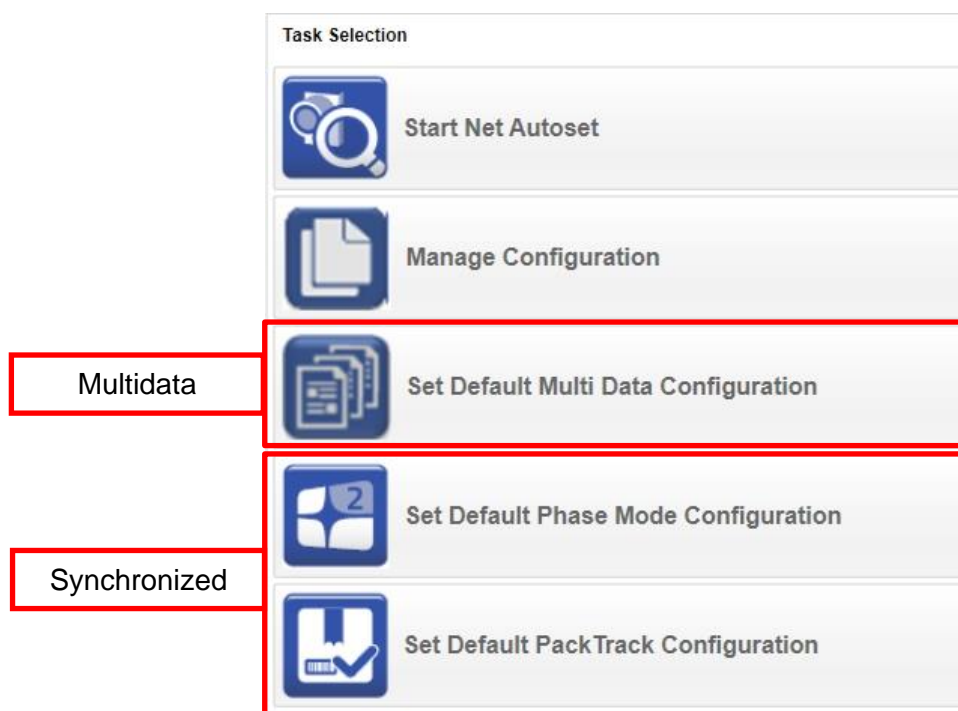 Task Selection
Start Net Autoset
Manage Configuration
Multidata
Set Default Multi Data Configuration
2
Set Default Phase Mode Configuration
Synchronized
Set Default PackTrack Configuration